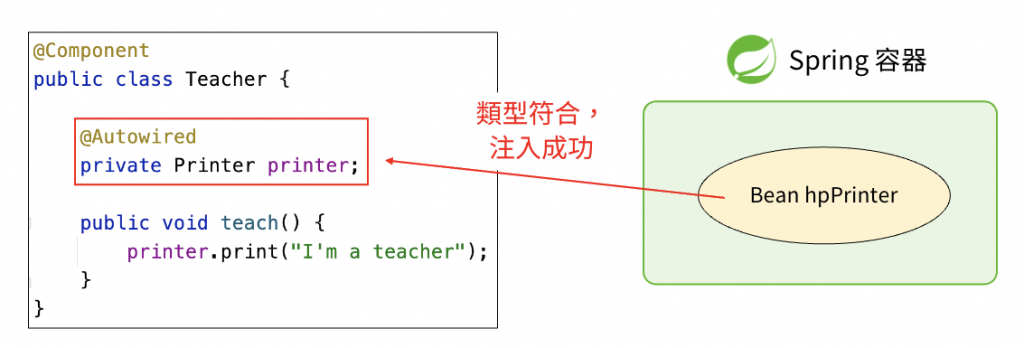 @Component
public class Teacher {
@Autowired
private Printer printer;
public void teach() {
printer.print("I'm a teacher");
}
}
類型符合，
注入成功
Spring 容器
Bean hpPrinter